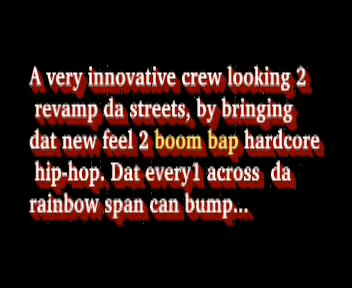 A very innovative crew looking 2
revamp da streets, by bringing
dat new feel 2 boom bap hardcore
hip-hop. Dat every1 across da
rainbow span can bump...